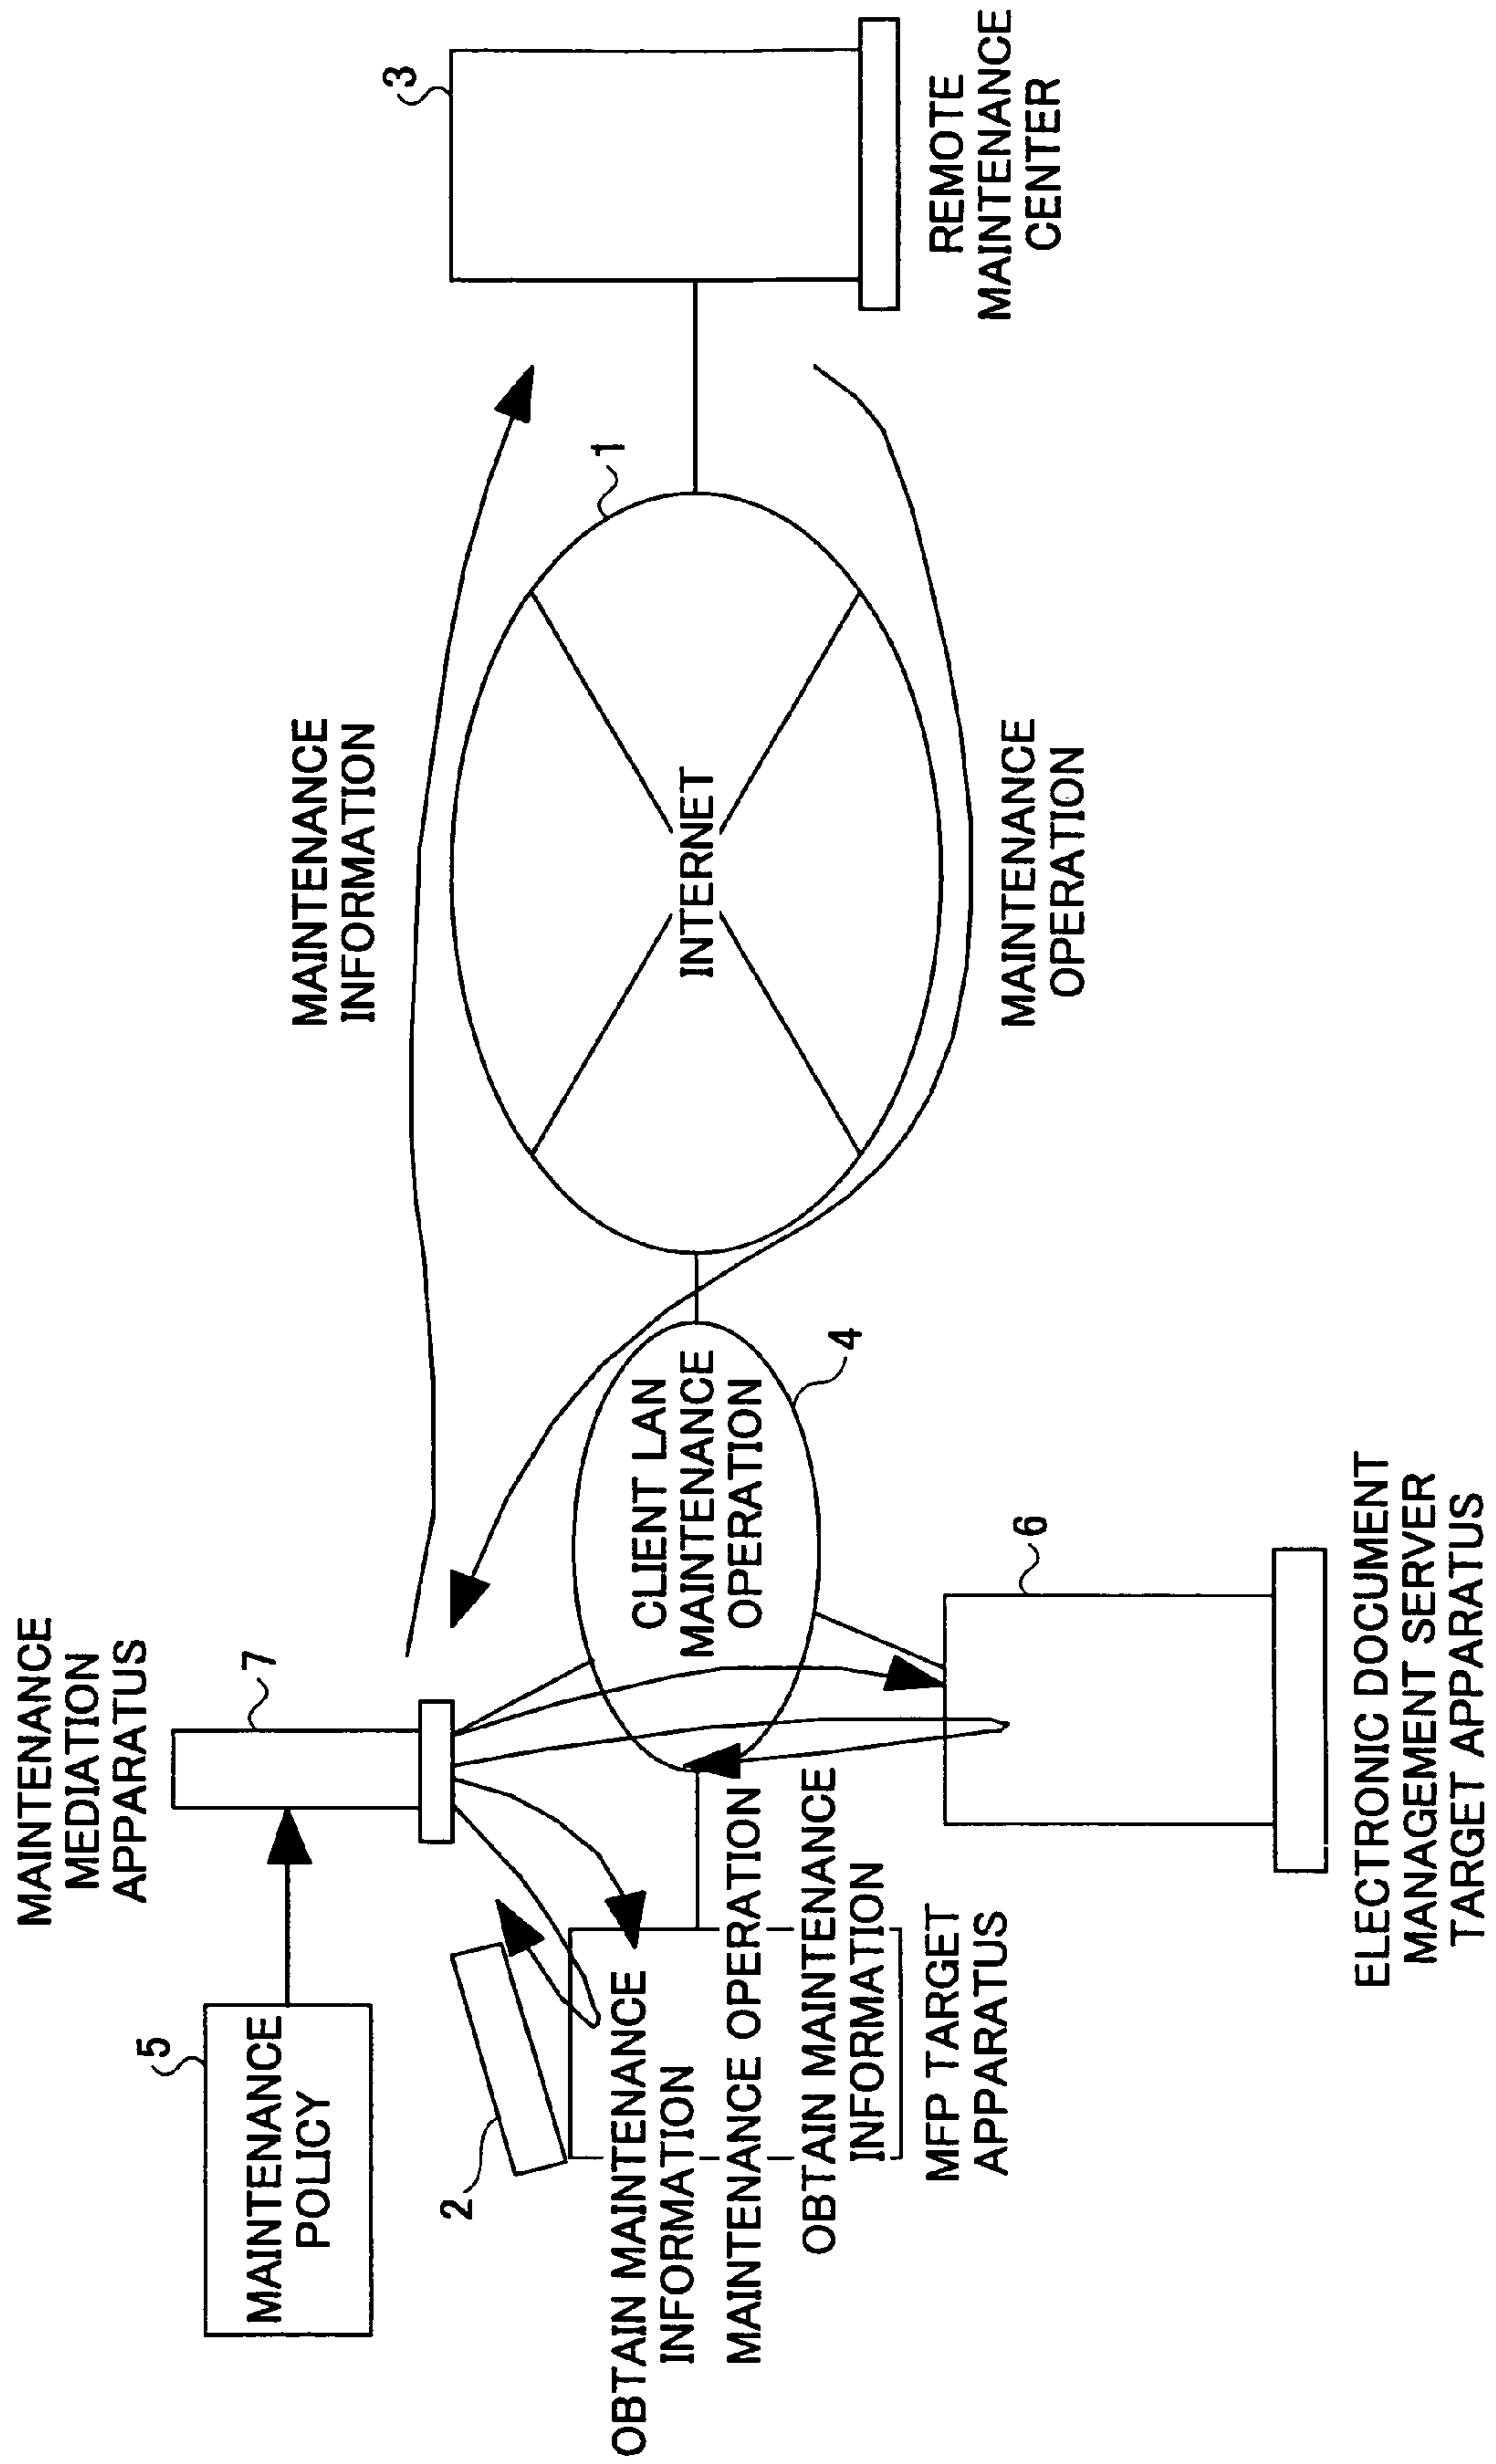 MAINTENANCE
MEDIATION
APPARATUS
7
5
MAINTENANCE
POLICY
MAINTENANCE
INFORMATION
3
1
INTERNET
2
OBTAIN MAINTENANCE
INFORMATION
MAINTENANCE OPERATION
OBTAIN MAINTENANCE
INFORMATION
MFP TARGET
APPARATUS
CLIENT LAN
MAINTENANCE
OPERATION
4
MAINTENANCE
OPERATION
REMOTE
MAINTENANCE
CENTER
6
ELECTRONIC DOCUMENT
MANAGEMENT SERVER
TARGET APPARATUS